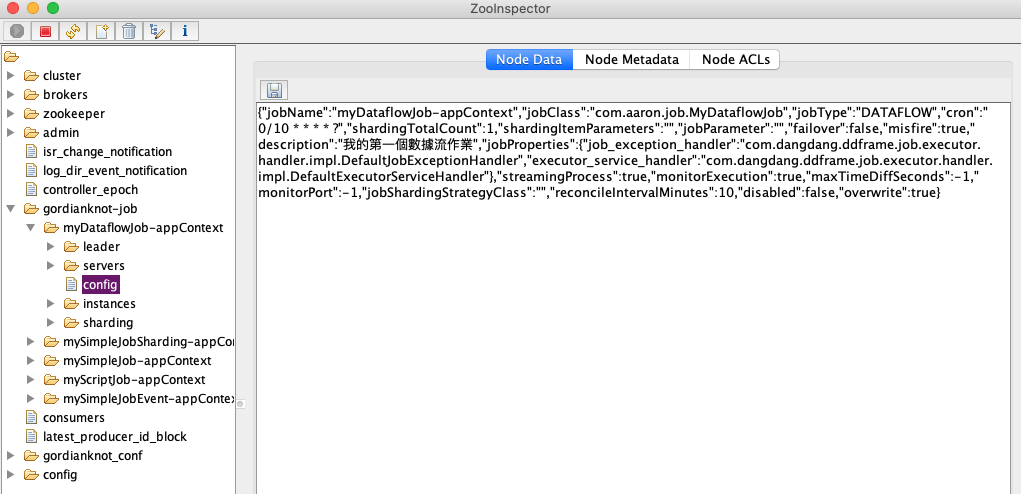 ZooInspector
cluster
brokers
zookeeper
admin
isr_change_notification
log_dir_event_notification
controller_epoch
gordianknot-job
myDataflowJob-appContext
leader
servers
config
instances
sharding
mySimpleJobSharding-appCon
mySimpleJob-appContext
myScriptJob-appContext
mySimpleJobEvent-appContex
consumers
latest_producer_id_block
gordianknot_conf
config
Node Data Node Metadata Node ACLs
{"jobName":"myDataflowJob-appContext","jobClass":"com.aaron.job.MyDataflowJob","jobType":"DATAFLOW","cron":"
0/10 * * * * ?","shardingTotalCount":1,"shardingItemParameters":"","jobParameter":"","failover":false,"misfire":true,"
description":"我的第一個數據流作業","jobProperties":{"job_exception_handler":"com.dangdang.ddframe.job.executor.
handler.impl.DefaultJobExceptionHandler","executor_service_handler":"com.dangdang.ddframe.job.executor.handler.
impl.DefaultExecutorServiceHandler"},"streamingProcess":true,"monitorExecution":true,"maxTimeDiffSeconds":-1,"
monitorPort":-1,"jobShardingStrategyClass":"","reconcileIntervalMinutes":10,"disabled":false,"overwrite":true}